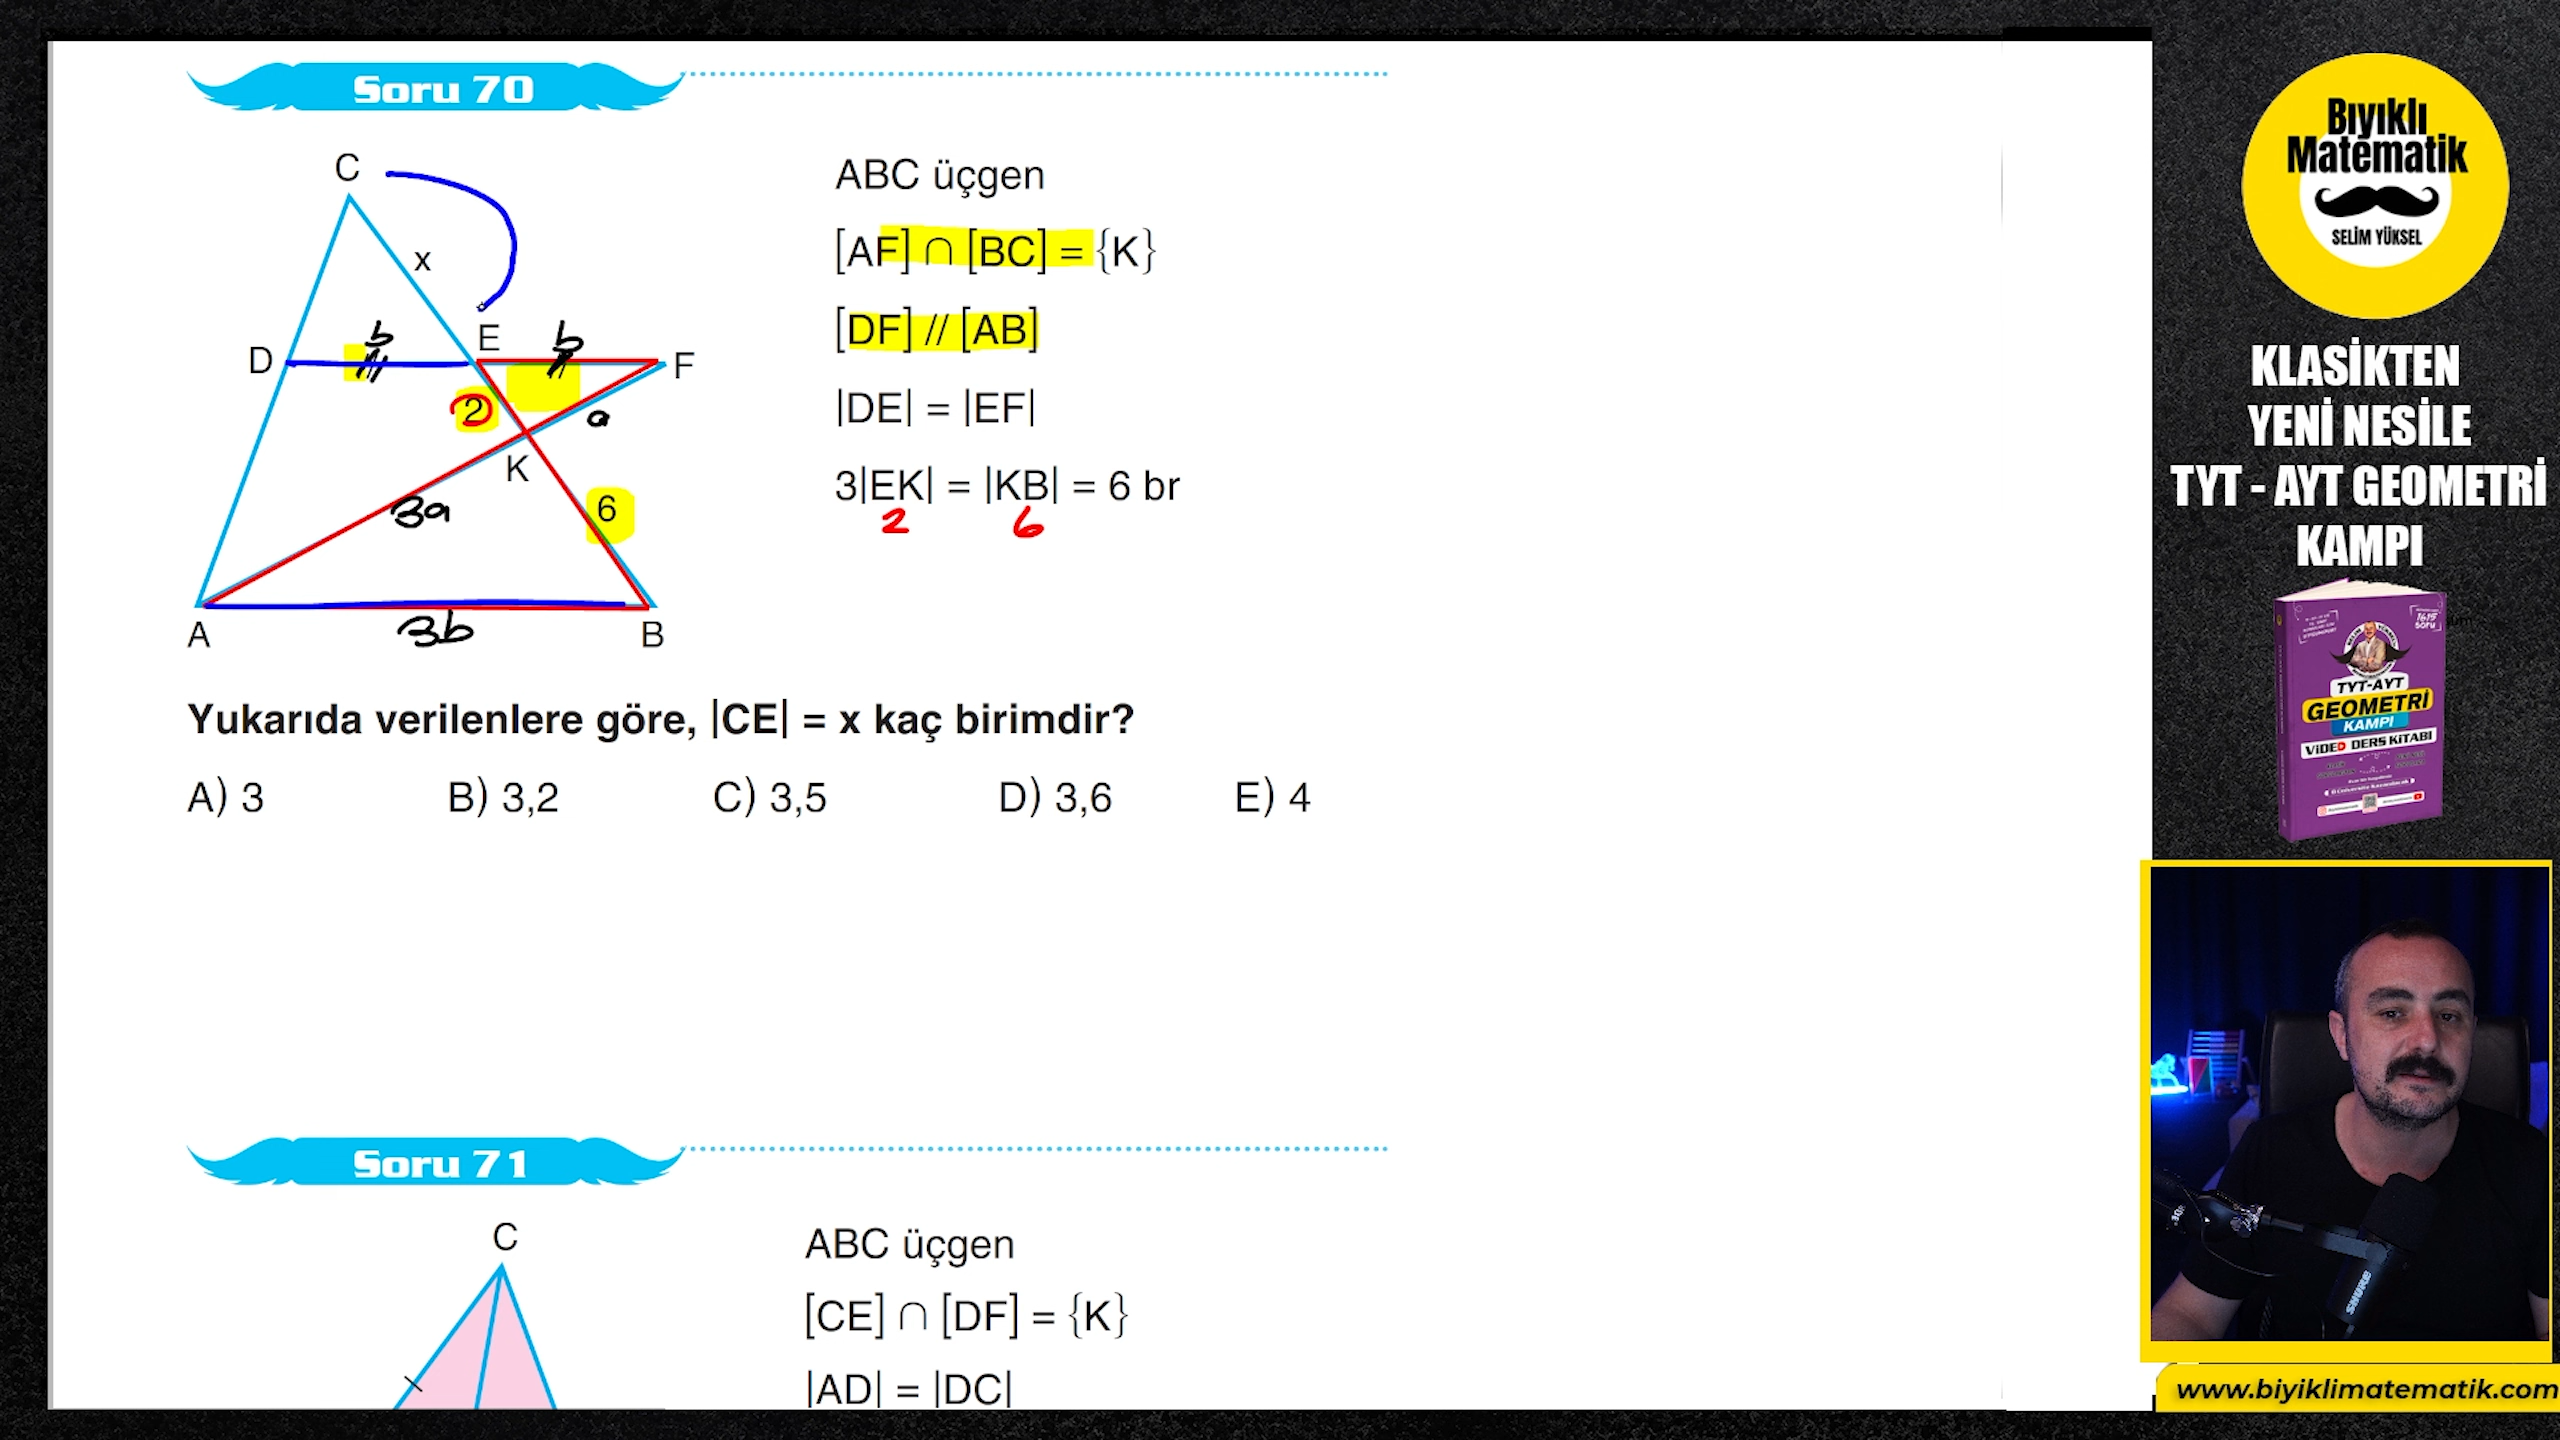 Soru 70
C
x
D
b
E
b
F
2
a
K
3a
6
A
3b
B
ABC üçgen
[AF] ∩ [BC] = {K}
[DF] // [AB]
|DE| = |EF|
3|EK| = |KB| = 6 br
2 6
Yukarıda verilenlere göre, |CE| = x kaç birimdir?
A) 3 B) 3,2 C) 3,5 D) 3,6 E) 4
Soru 71
C
ABC üçgen
[CE] ∩ [DF] = {K}
|AD| = |DC|
Bıyıklı
Matematik
SELİM YÜKSEL
KLASİKTEN
YENİ NESİLE
TYT - AYT GEOMETRİ
KAMPI
1615
soru
TYT-AYT
GEOMETRİ
KAMPI
VİDEO DERS KİTABI
SHURE
www.biyiklimatematik.com